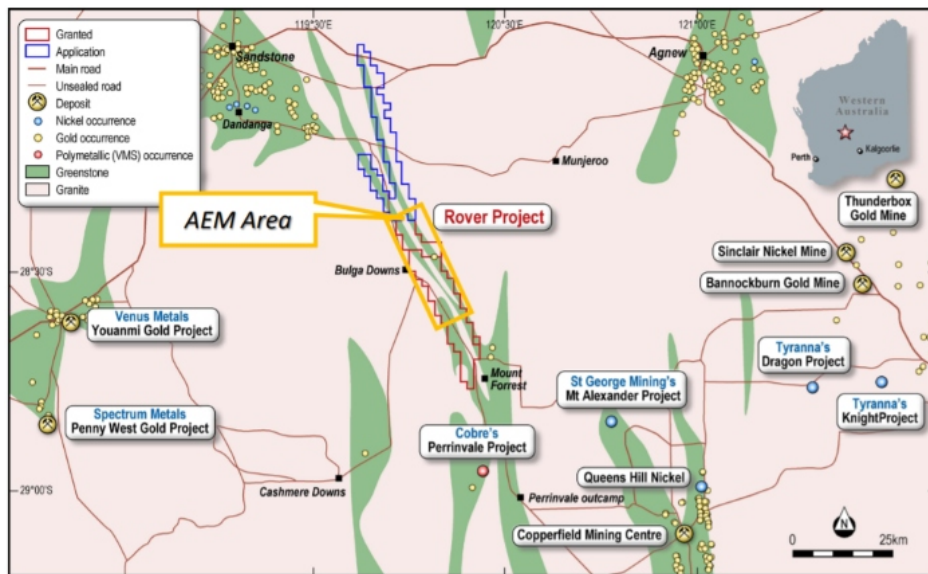 119°30'E
120°30'E
121°00'E
Granted
Application
Main road
Unsealed road
Deposit
Nickel occurrence
Gold occurrence
Polymetallic (VMS) occurrence
Greenstone
Granite
Sandstone
Dandanga
Agnew
Munjeroo
Western
Australia
Perth
Kalgoorlie
AEM Area
Rover Project
Thunderbox
Gold Mine
Sinclair Nickel Mine
Bannockburn Gold Mine
28°30'S
Bulga Downs
Venus Metals
Youanmi Gold Project
Mount
Forrest
St George Mining's
Mt Alexander Project
Tyranna's
Dragon Project
Tyranna's
KnightProject
Spectrum Metals
Penny West Gold Project
Cobre's
Perrinvale Project
Queens Hill Nickel
29°00'S
Cashmere Downs
Perrinvale outcamp
Copperfield Mining Centre
N
0
25km